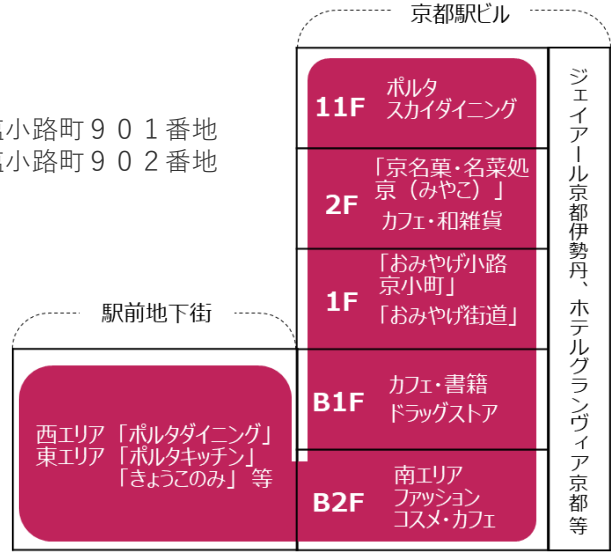 京都駅ビル
小路町９０１番地
小路町９０２番地
11F
ポルタ
スカイダイニング
2F
「京名菓・名菜処
京（みやこ）」
カフェ・和雑貨
1F
「おみやげ小路
京小町」
「おみやげ街道」
B1F
カフェ・書籍
ドラッグストア
B2F
南エリア
ファッション
コスメ・カフェ
ジェイアール京都伊勢丹、ホテルグランヴィア京都等
駅前地下街
西エリア「ポルタダイニング」
東エリア「ポルタキッチン」
「きょうこのみ」等